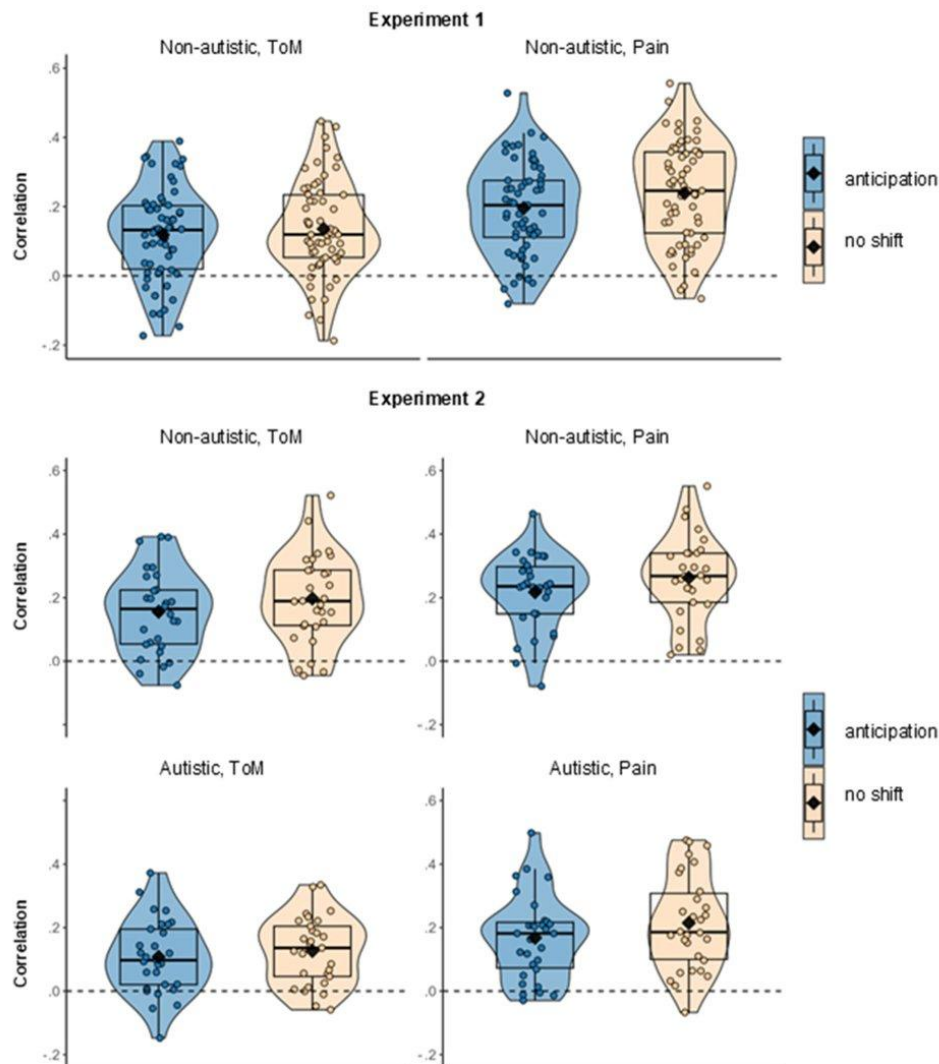 Experiment 1
Non-autistic, ToM
Non-autistic, Pain
Correlation
.6
.4
.2
.0
-.2
anticipation
no shift
Experiment 2
Non-autistic, ToM
Non-autistic, Pain
Correlation
.6
.4
.2
.0
-.2
.6
.4
.2
.0
-.2
anticipation
no shift
Autistic, ToM
Autistic, Pain
Correlation
.6
.4
.2
.0
-.2
.6
.4
.2
.0
-.2